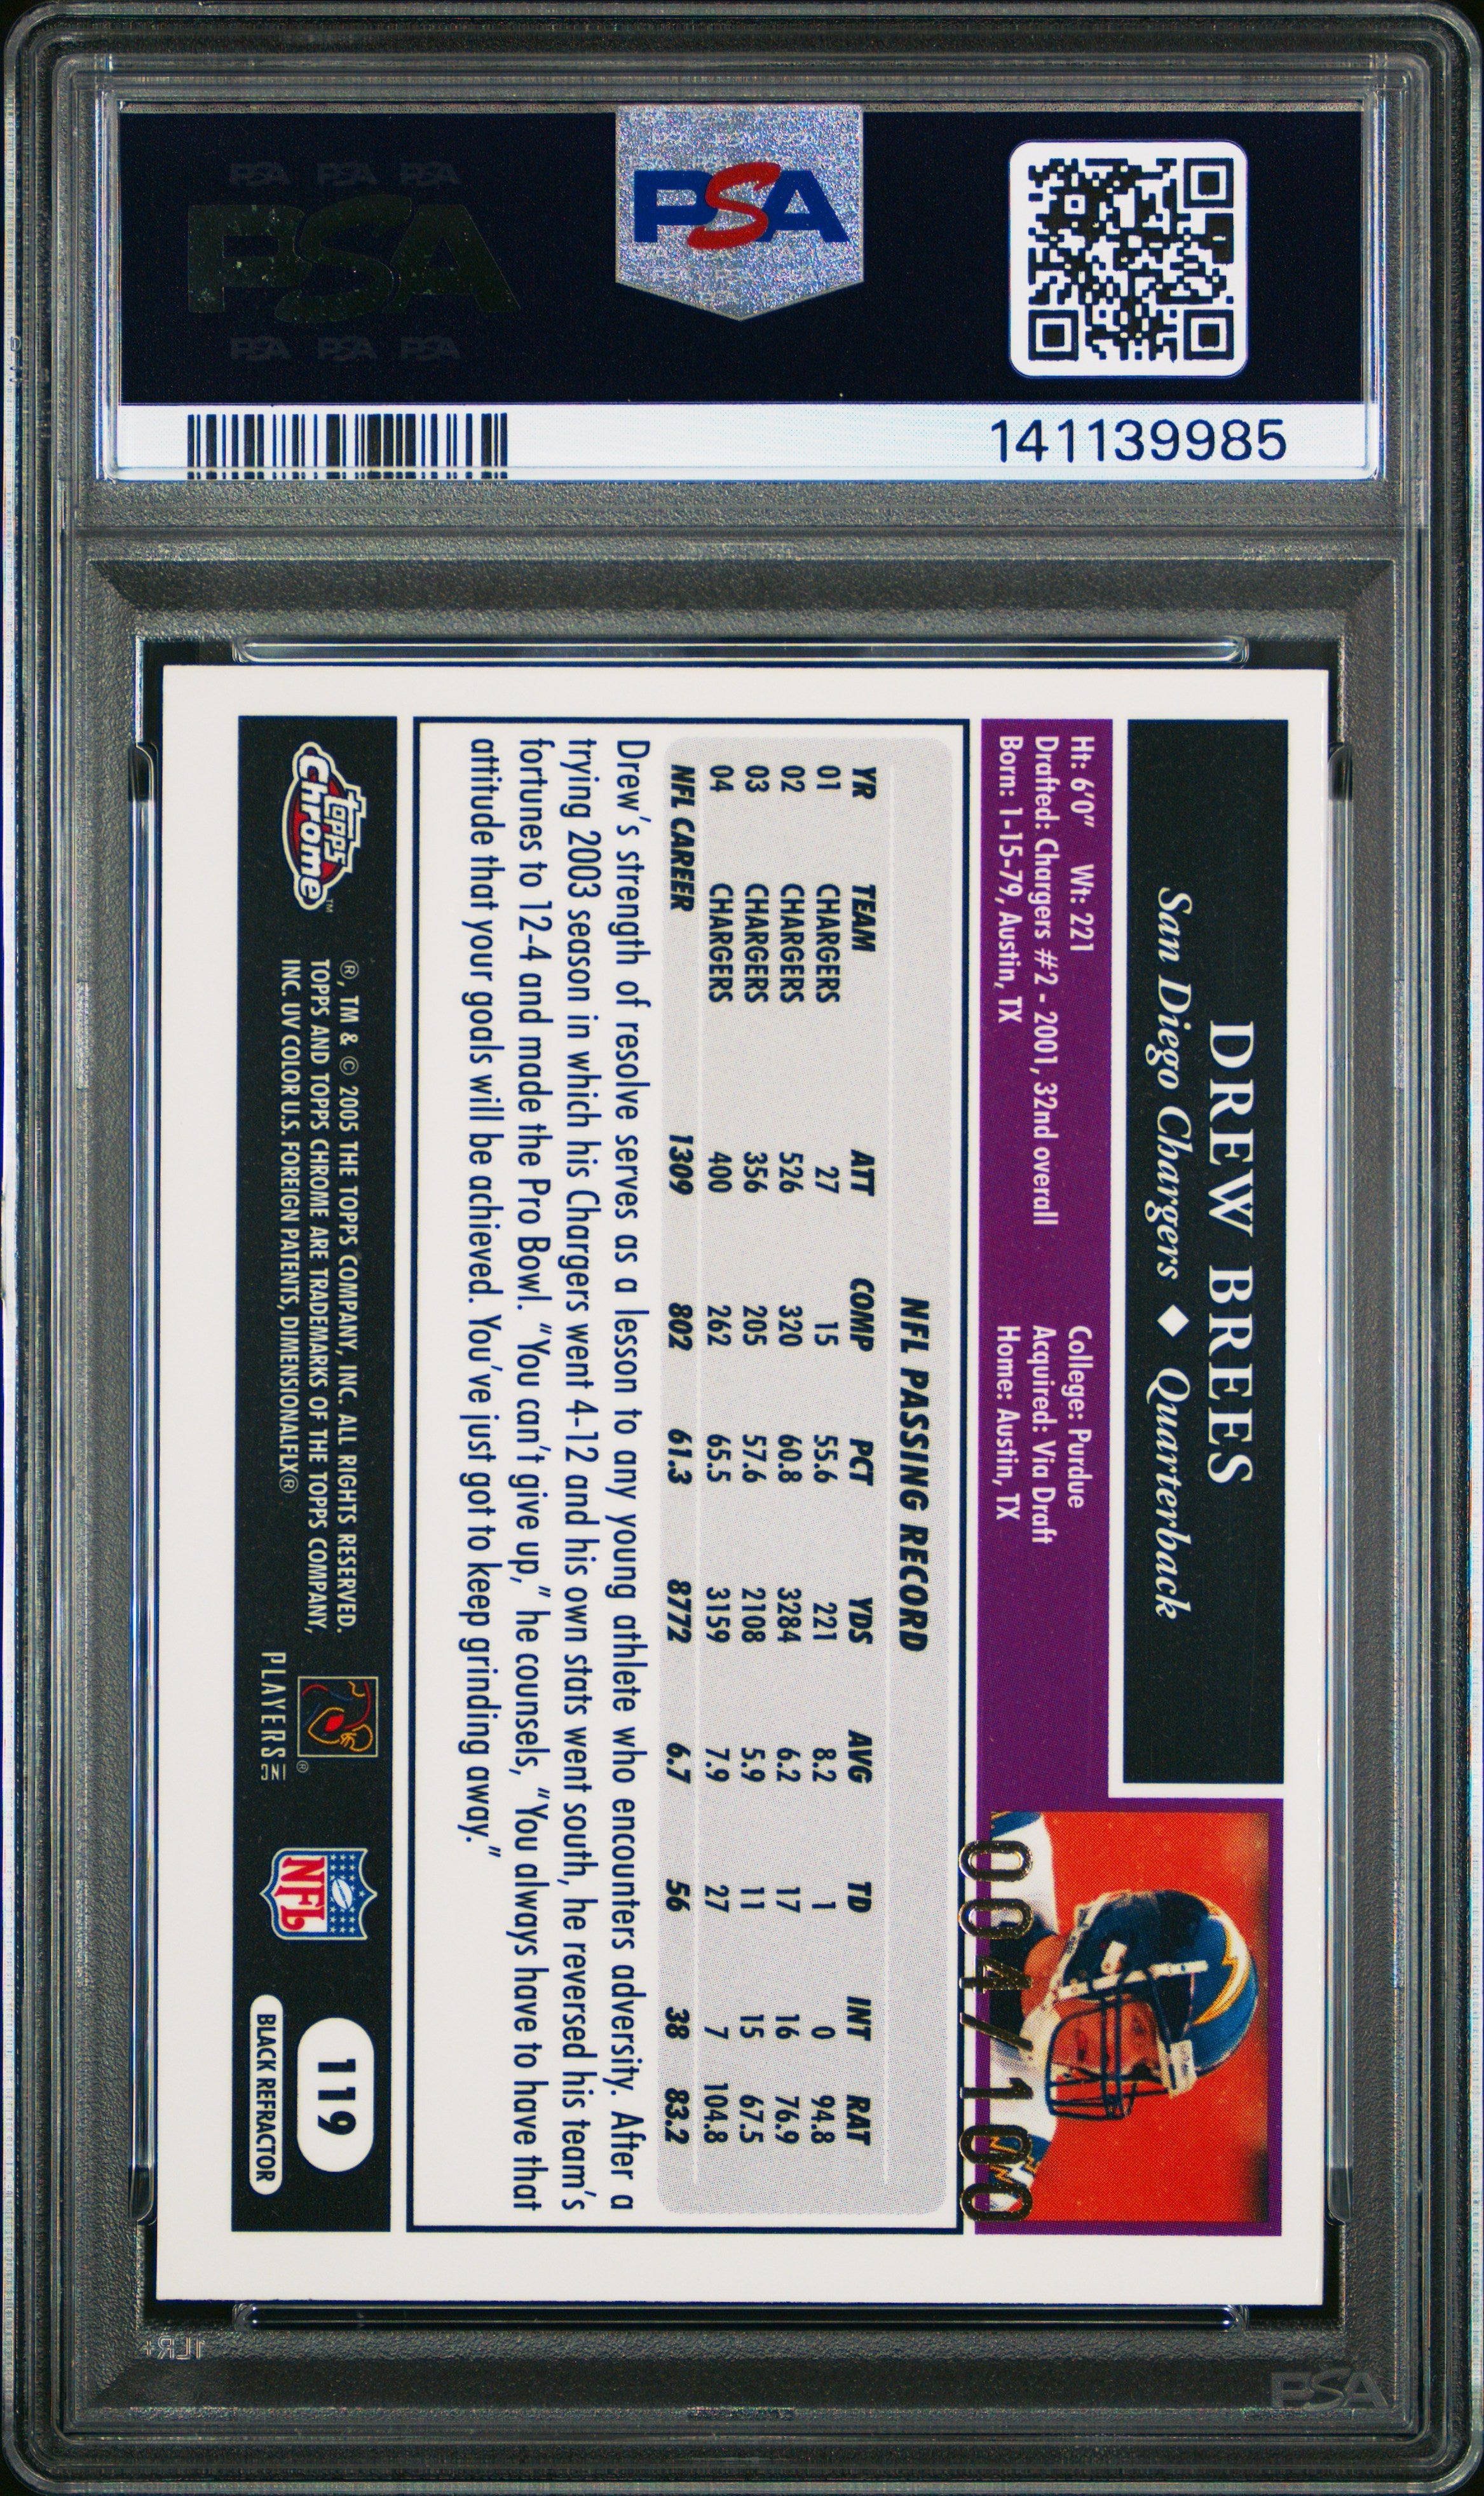 PSA PSA PSA
PSA
PSA PSA PSA
PSA
141139985
DREW BREES
San Diego Chargers ♦ Quarterback
Ht: 6'0" Wt: 221
Drafted: Chargers #2 - 2001, 32nd overall
Born: 1-15-79, Austin, TX
College: Purdue
Acquired: Via Draft
Home: Austin, TX
004/100
NFL PASSING RECORD
YR TEAM ATT COMP PCT YDS AVG TD INT RAT
01 CHARGERS 27 15 55.6 221 8.2 1 0 94.8
02 CHARGERS 526 320 60.8 3284 6.2 17 16 76.9
03 CHARGERS 356 205 57.6 2108 5.9 11 15 67.5
04 CHARGERS 400 262 65.5 3159 7.9 27 7 104.8
NFL CAREER 1309 802 61.3 8772 6.7 56 38 83.2
Drew's strength of resolve serves as a lesson to any young athlete who encounters adversity. After a
trying 2003 season in which his Chargers went 4-12 and his own stats went south, he reversed his team's
fortunes to 12-4 and made the Pro Bowl. "You can't give up," he counsels, "You always have to have that
attitude that your goals will be achieved. You've just got to keep grinding away."
topps
Chrome™
®, TM & © 2005 THE TOPPS COMPANY, INC. ALL RIGHTS RESERVED.
TOPPS AND TOPPS CHROME ARE TRADEMARKS OF THE TOPPS COMPANY,
INC. UV COLOR U.S. FOREIGN PATENTS, DIMENSIONALFLX®
PLAYERS INC ®
NFL
119
BLACK REFRACTOR
PSA